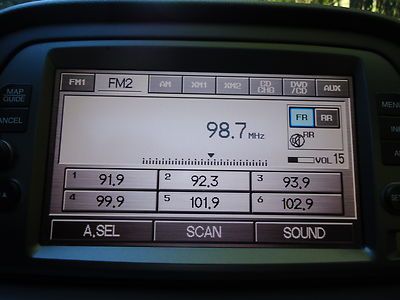 FM1 FM2 AM XM1 XM2 CD CHG DVD /CD AUX
MAP GUIDE
CANCEL
MENU
FR RR
98.7 MHz
RR
VOL 15
1 91.9 2 92.3 3 93.9
4 99.9 5 101.9 6 102.9
A.SEL SCAN SOUND